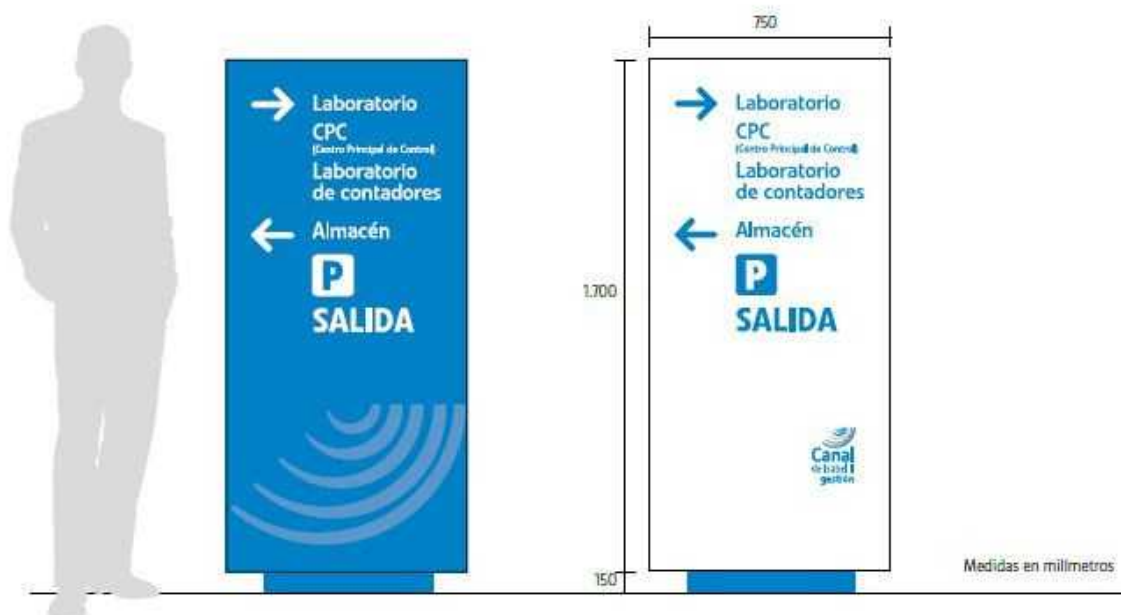 Laboratorio
CPC
(Centro Principal de Control)
Laboratorio
de contadores
Almacén
P
SALIDA
750
1.700
150
Laboratorio
CPC
(Centro Principal de Control)
Laboratorio
de contadores
Almacén
P
SALIDA
Canal
gestión
Medidas en milímetros